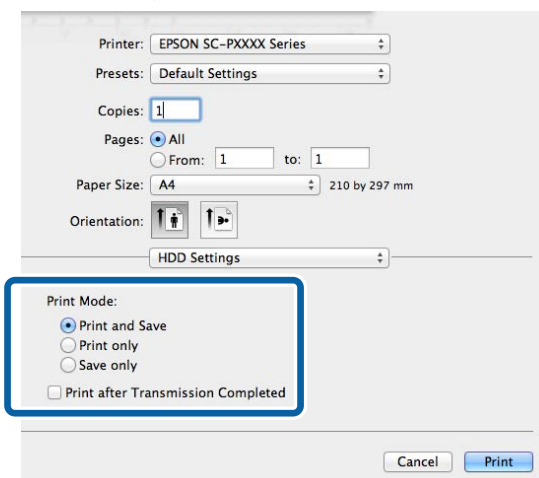 Printer: EPSON SC-PXXXX Series
Presets: Default Settings
Copies: 1
Pages: All
From: 1 to: 1
Paper Size: A4 210 by 297 mm
Orientation:
HDD Settings
Print Mode:
Print and Save
Print only
Save only
Print after Transmission Completed
Cancel Print